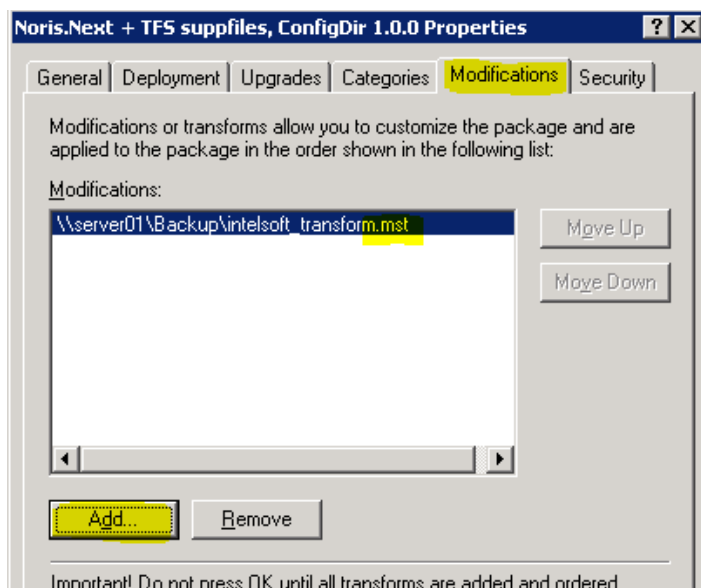 Noris.Next + TFS suppfiles, ConfigDir 1.0.0 Properties
General Deployment Upgrades Categories Modifications Security
Modifications or transforms allow you to customize the package and are
applied to the package in the order shown in the following list:
Modifications:
\\server01\Backup\intelsoft_transform.mst
Move Up
Move Down
Add... Remove
Important! Do not press OK until all transforms are added and ordered